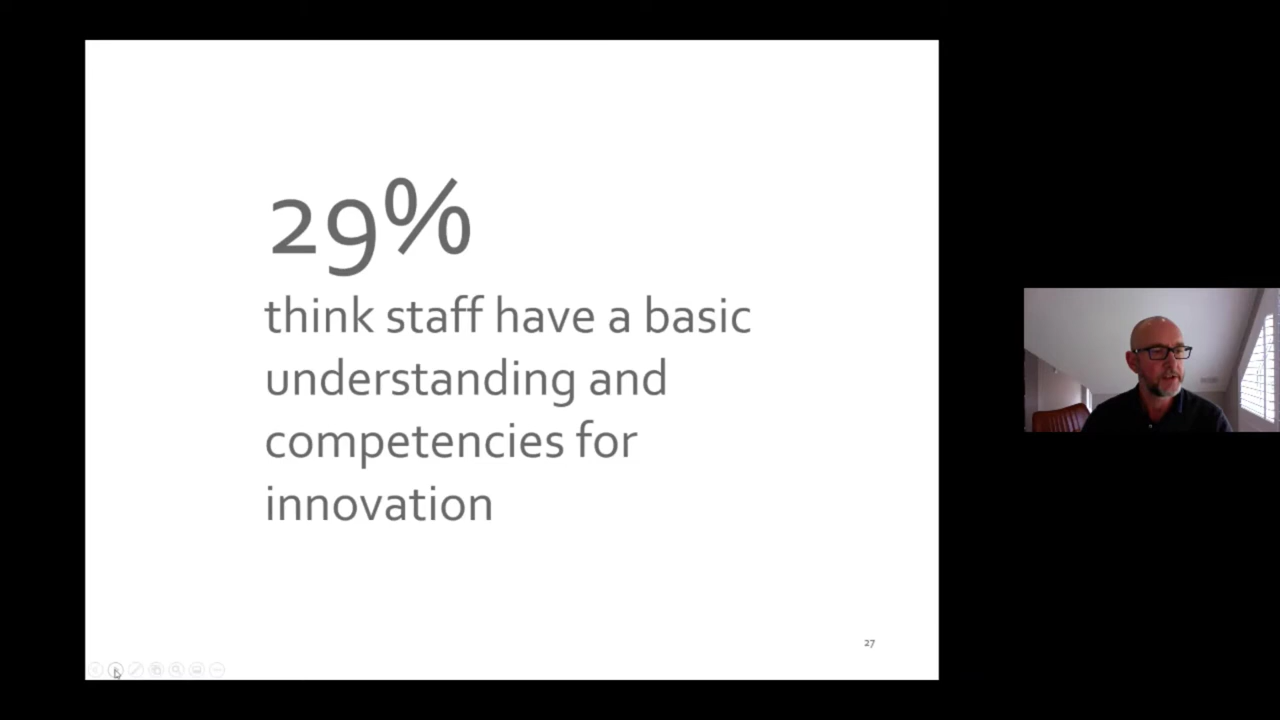 29%
think staff have a basic
understanding and
competencies for
innovation
27